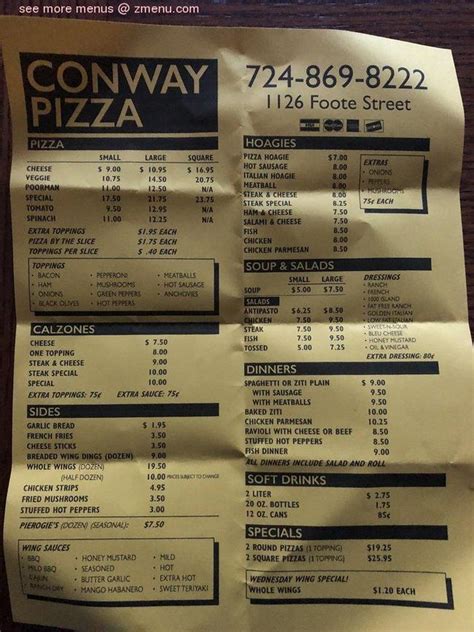 see more menus @ zmenu.com
CONWAY
PIZZA
PIZZA
SMALL LARGE SQUARE
CHEESE $ 9.00 $ 10.95 $ 16.95
VEGGIE 10.75 14.50 20.75
POORMAN 11.00 12.50 N/A
SPECIAL 17.50 21.75 23.75
TOMATO 9.50 12.95 N/A
SPINACH 11.00 12.25 N/A
EXTRA TOPPINGS $1.95 EACH
PIZZA BY THE SLICE $1.75 EACH
TOPPINGS PER SLICE $ .40 EACH
TOPPINGS
• BACON • PEPPERONI • MEATBALLS
• HAM • MUSHROOMS • HOT SAUSAGE
• ONIONS • GREEN PEPPERS • ANCHOVIES
• BLACK OLIVES • HOT PEPPERS
CALZONES
CHEESE $ 7.50
ONE TOPPING 8.00
STEAK & CHEESE 9.00
STEAK SPECIAL 10.00
SPECIAL 10.00
EXTRA TOPPINGS: 75¢ EXTRA SAUCE: 75¢
SIDES
GARLIC BREAD $ 1.95
FRENCH FRIES 3.50
CHEESE STICKS 3.50
BREADED WING DINGS (DOZEN) 9.00
WHOLE WINGS (DOZEN) 19.50
(HALF DOZEN) 10.00 PRICES SUBJECT TO CHANGE
CHICKEN STRIPS 4.95
FRIED MUSHROOMS 3.50
STUFFED HOT PEPPERS 2.00
PIEROGIE'S (DOZEN) (SEASONAL): $7.50
WING SAUCES
• BBQ • HONEY MUSTARD • MILD
• MILD BBQ • SEASONED • HOT
• CAJUN • BUTTER GARLIC • EXTRA HOT
• RANCH DRY • MANGO HABANERO • SWEET TERIYAKI
724-869-8222
1126 Foote Street
HOAGIES
PIZZA HOAGIE $7.00
HOT SAUSAGE 8.00
ITALIAN HOAGIE 8.00
MEATBALL 8.00
STEAK & CHEESE 8.00
STEAK SPECIAL 8.25
HAM & CHEESE 7.50
SALAMI & CHEESE 7.50
FISH 8.50
CHICKEN 8.00
CHICKEN PARMESAN 8.50
EXTRAS
• ONIONS
• PEPPERS
• MUSHROOMS
75¢ EACH
SOUP & SALADS
SMALL LARGE
SOUP $5.00 $7.50
SALADS
ANTIPASTO $6.25 $8.50
CHICKEN 7.50 9.50
STEAK 7.50 9.50
FISH 7.50 9.50
TOSSED 5.00 7.25
DRESSINGS
• RANCH
• FRENCH
• 1000 ISLAND
• FAT FREE RANCH
• GOLDEN ITALIAN
• LOW FAT ITALIAN
• SWEET-N-SOUR
• BLEU CHEESE
• HONEY MUSTARD
• OIL & VINEGAR
EXTRA DRESSING: 80¢
DINNERS
SPAGHETTI OR ZITI PLAIN $ 9.00
WITH SAUSAGE 9.50
WITH MEATBALLS 9.50
BAKED ZITI 10.00
CHICKEN PARMESAN 10.25
RAVIOLI WITH CHEESE OR BEEF 8.50
STUFFED HOT PEPPERS 8.50
FISH DINNER 9.00
ALL DINNERS INCLUDE SALAD AND ROLL
SOFT DRINKS
2 LITER $ 2.75
20 OZ. BOTTLES 1.75
12 OZ. CANS 85¢
SPECIALS
2 ROUND PIZZAS (1 TOPPING) $19.25
2 SQUARE PIZZAS (1 TOPPING) $25.95
WEDNESDAY WING SPECIAL!
WHOLE WINGS $1.20 EACH